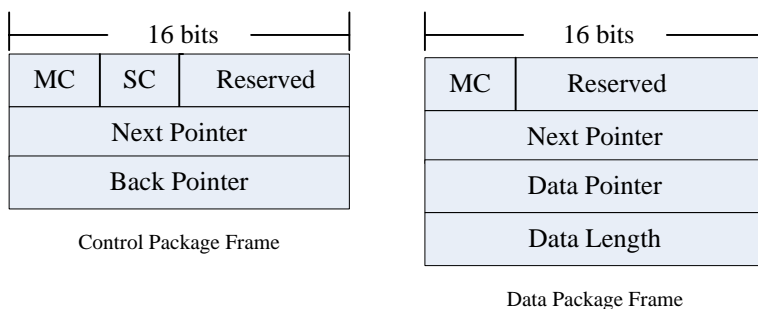 16 bits
MC SC Reserved
Next Pointer
Back Pointer
Control Package Frame
16 bits
MC Reserved
Next Pointer
Data Pointer
Data Length
Data Package Frame